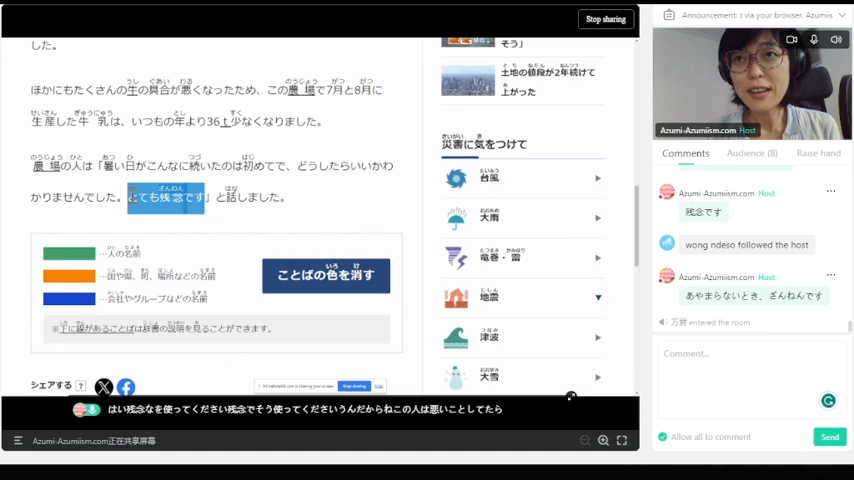 Stop sharing
Announcement: t via your browser. Azumiis
した。
そう」
ほかにもたくさんの牛の具合が悪くなったため、この農場で7月と8月に
生産した牛乳は、いつもの年より36t少なくなりました。
土地の値段が2年続けて
上がった
災害に気をつけて
農場の人は「暑い日がこんなに続いたのは初めてで、どうしたらいいかわ
かりませんでした。とても残念です」と話しました。
台風
大雨
竜巻・雷
地震
津波
大雪
…人の名前
…国や県、町、場所などの名前
…会社やグループなどの名前
ことばの色を消す
※下に線があることばは辞書の説明を見ることができます。
シェアする ?
Stop sharing
Hide
はい残念なを使ってください残念でそう使ってくださいうんだからねこの人は悪いことしてたら
Azumi-Azumiism.com正在共享屏幕
Azumi-Azumiism.com Host
Comments Audience (8) Raise hand
Azumi-Azumiism.com Host
残念です
wong ndeso followed the host
Azumi-Azumiism.com Host
あやまらないとき、ざんねんです
万君 entered the room
Comment...
Allow all to comment
Send